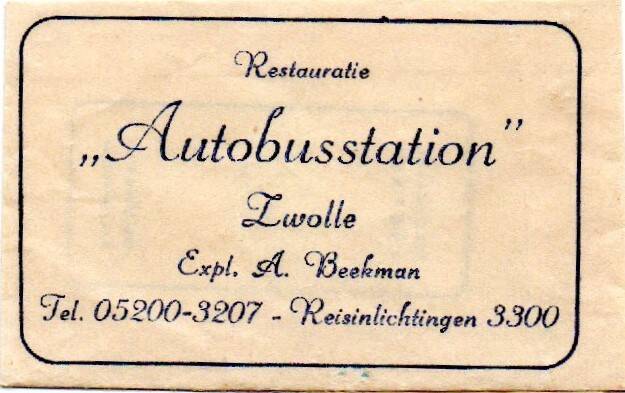 Restauratie
„Autobusstation”
Zwolle
Expl. A. Beekman
Tel. 05200-3207 - Reisinlichtingen 3300